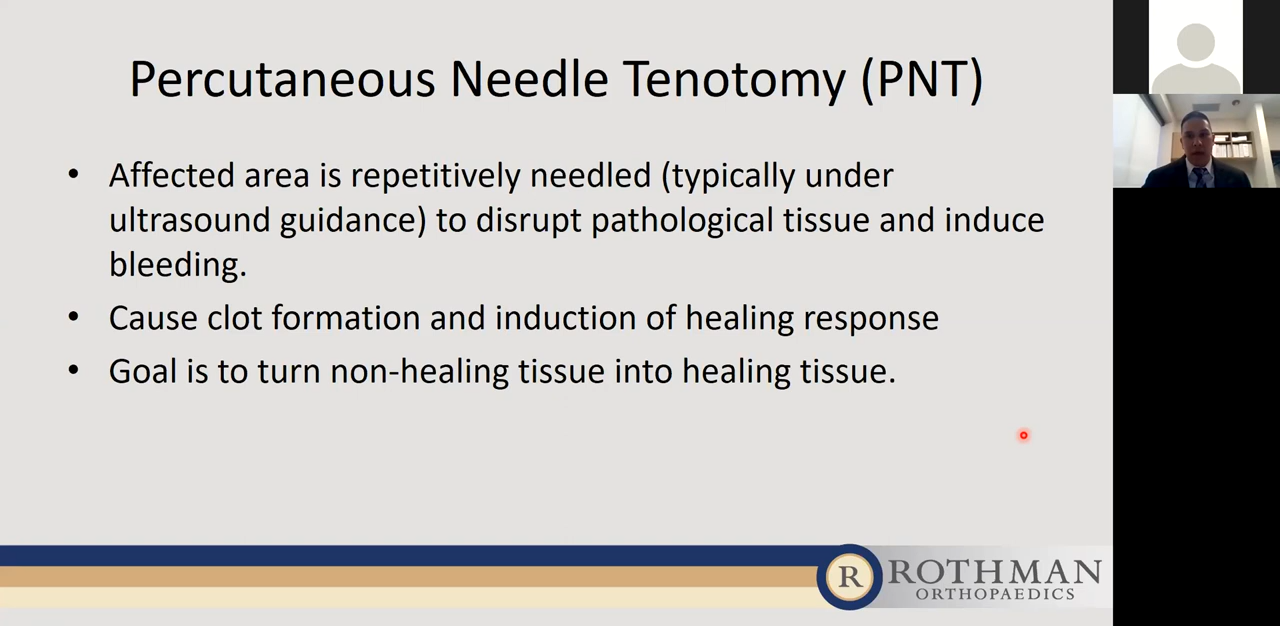 Percutaneous Needle Tenotomy (PNT)
• Affected area is repetitively needled (typically under
ultrasound guidance) to disrupt pathological tissue and induce
bleeding.
• Cause clot formation and induction of healing response
• Goal is to turn non-healing tissue into healing tissue.
R ROTHMAN
ORTHOPAEDICS